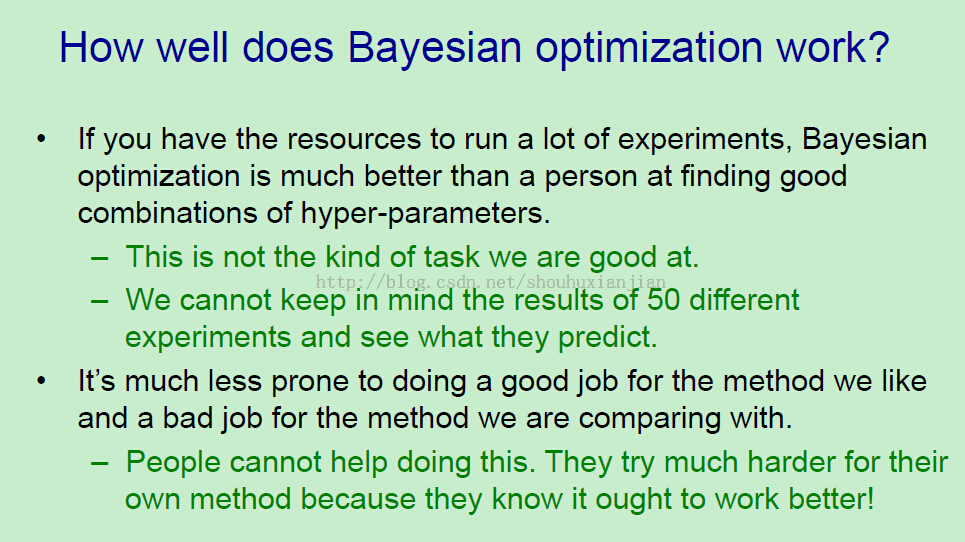 How well does Bayesian optimization work?
• If you have the resources to run a lot of experiments, Bayesian
optimization is much better than a person at finding good
combinations of hyper-parameters.
– This is not the kind of task we are good at.
http://blog.csdn.net/shouhuxianjian
– We cannot keep in mind the results of 50 different
experiments and see what they predict.
• It’s much less prone to doing a good job for the method we like
and a bad job for the method we are comparing with.
– People cannot help doing this. They try much harder for their
own method because they know it ought to work better!